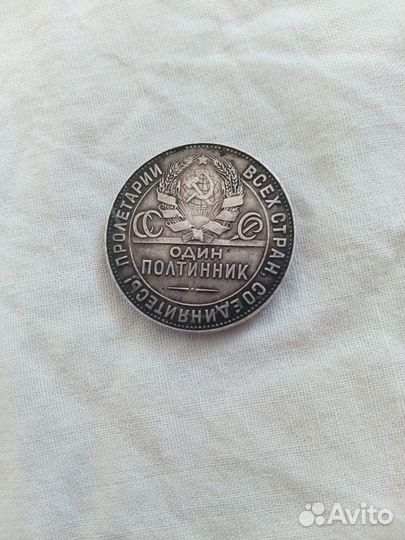 ПРОЛЕТАРИИ ВСЕХ СТРАН, СОЕДИНЯЙТЕСЬ!
СС СР
ОДИН
ПОЛТИННИК
Avito